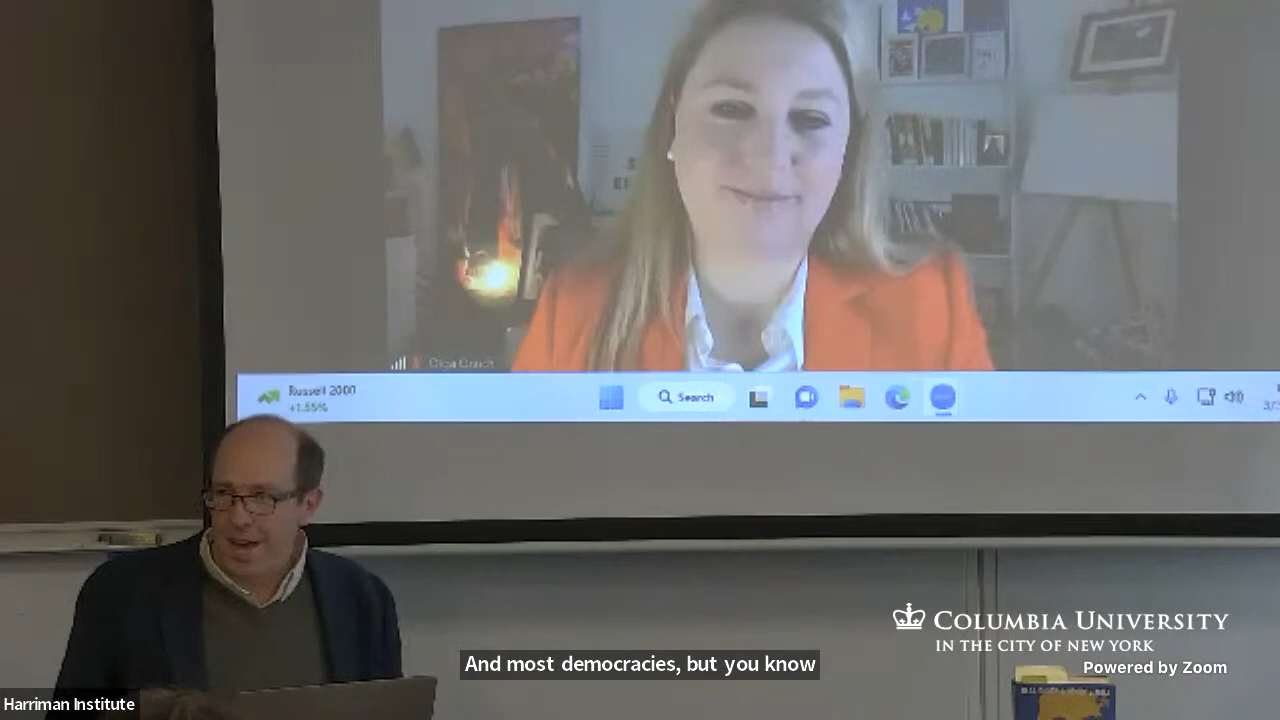 Russell 2000
+1.55%
Search
COLUMBIA UNIVERSITY
IN THE CITY OF NEW YORK
And most democracies, but you know
Powered by Zoom
Harriman Institute